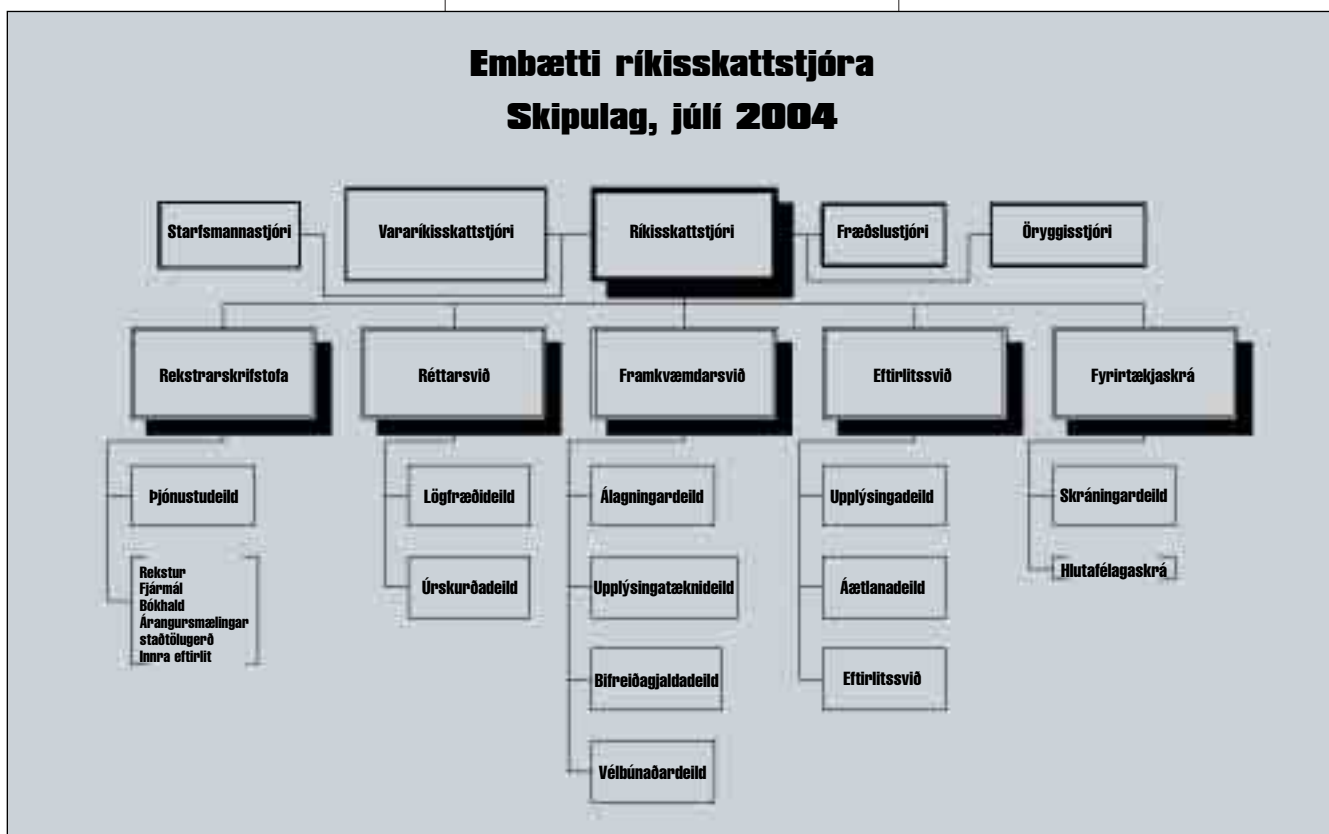 Embætti ríkisskattstjóra
Skipulag, júlí 2004
Starfsmannastjóri
Vararíkisskattstjóri
Ríkisskattstjóri
Fræðslustjóri
Öryggisstjóri
Rekstrarskrifstofa
Réttarsvið
Framkvæmdarsvið
Eftirlitssvið
Fyrirtækjaskrá
Þjónustudeild
Lögfræðideild
Álagningardeild
Upplýsingadeild
Skráningardeild
Rekstur
Fjármál
Bókhald
Árangursmælingar
staðtölugerð
Innra eftirlit
Úrskurðadeild
Upplýsingatæknideild
Áætlanadeild
Hlutafélagaskrá
Bifreiðagjaldadeild
Eftirlitssvið
Vélbúnaðardeild